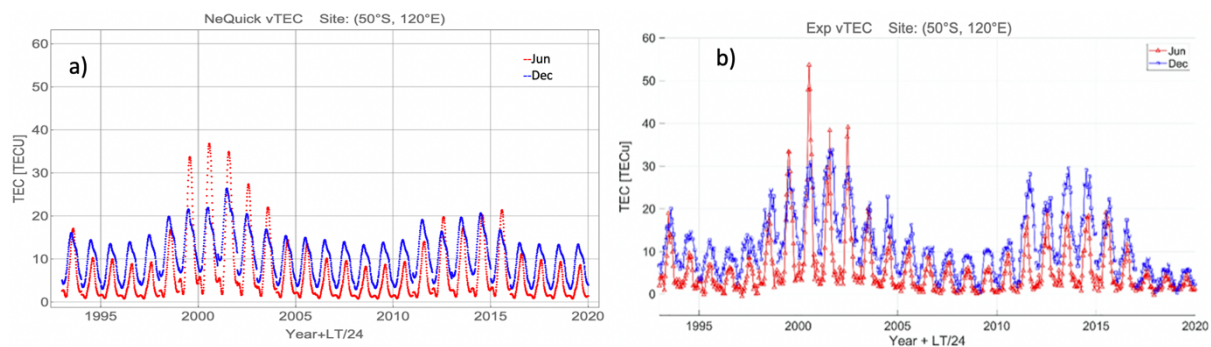 NeQuick vTEC Site: (50°S, 120°E)
60
50
40
30
20
10
0
TEC [TECU]
a)
--Jun
--Dec
1995 2000 2005 2010 2015 2020
Year+LT/24
Exp vTEC Site: (50°S, 120°E)
60
50
40
30
20
10
0
TEC [TECu]
b)
Jun
Dec
1995 2000 2005 2010 2015 2020
Year + LT/24